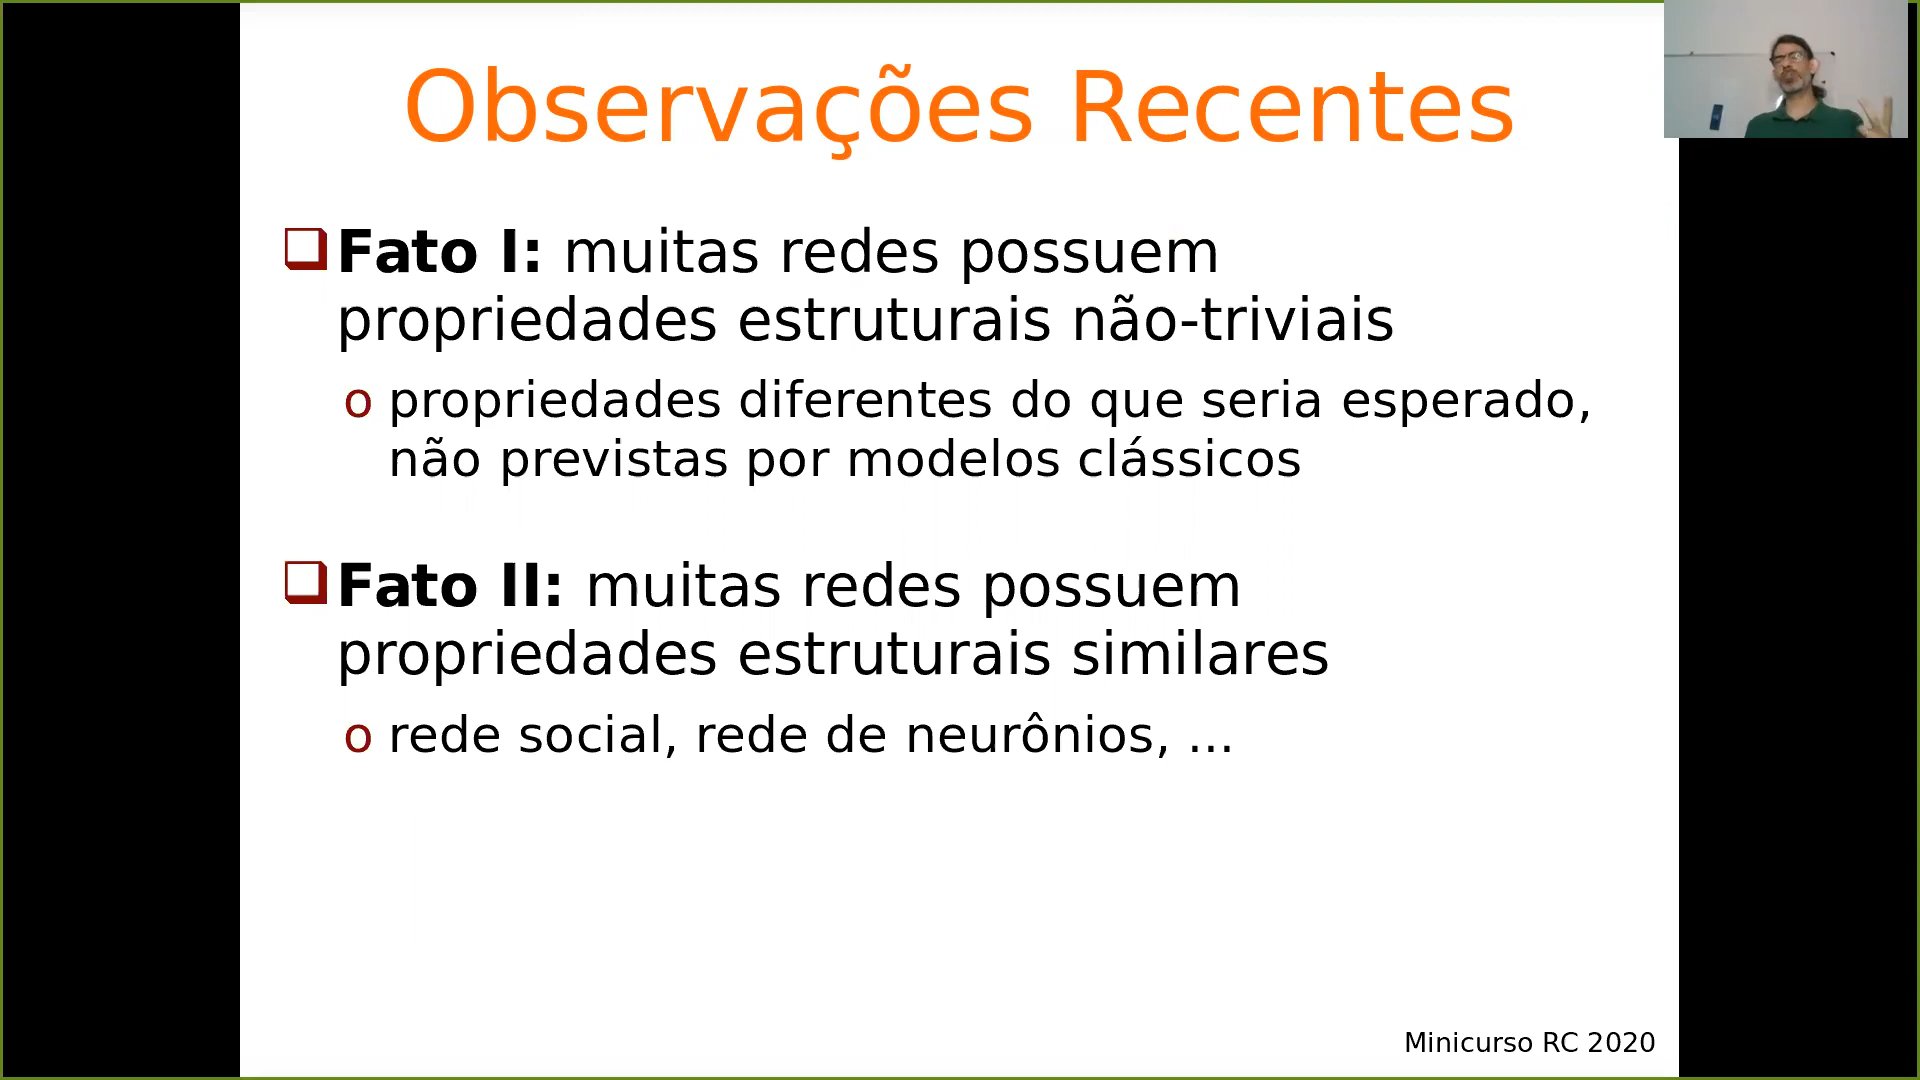 Observações Recentes
Fato I: muitas redes possuem
propriedades estruturais não-triviais
o propriedades diferentes do que seria esperado,
não previstas por modelos clássicos
Fato II: muitas redes possuem
propriedades estruturais similares
o rede social, rede de neurônios, ...
Minicurso RC 2020